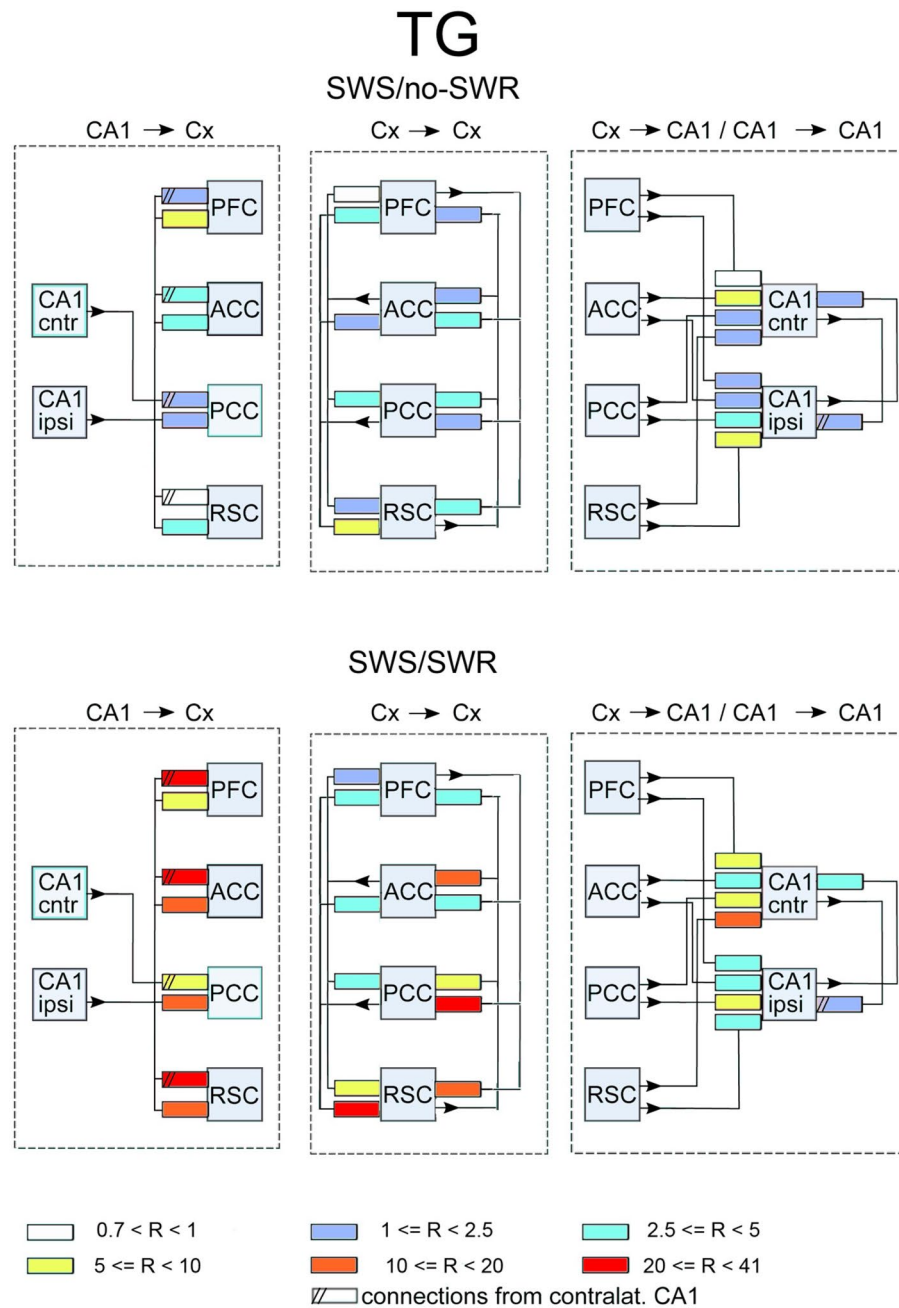 TG
SWS/no-SWR
CA1 → Cx
Cx → Cx
Cx → CA1 / CA1 → CA1
PFC
ACC
CA1
cntr
PCC
CA1
ipsi
RSC
PFC
ACC
PCC
RSC
PFC
ACC
CA1
cntr
PCC
CA1
ipsi
RSC
SWS/SWR
CA1 → Cx
Cx → Cx
Cx → CA1 / CA1 → CA1
PFC
ACC
CA1
cntr
PCC
CA1
ipsi
RSC
PFC
ACC
PCC
RSC
PFC
ACC
CA1
cntr
PCC
CA1
ipsi
RSC
0.7 < R < 1
1 <= R < 2.5
2.5 <= R < 5
5 <= R < 10
10 <= R < 20
20 <= R < 41
connections from contralat. CA1